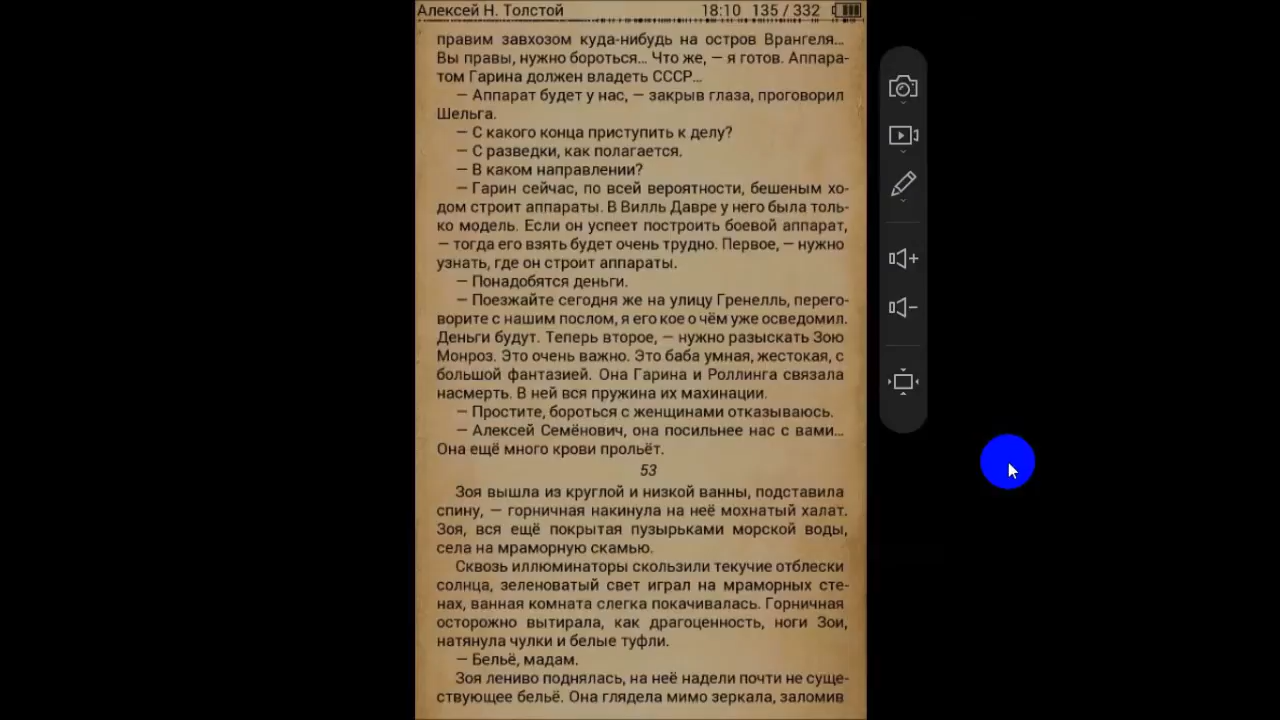 Алексей Н. Толстой 18:10 135 / 332
правим завхозом куда-нибудь на остров Врангеля…
Вы правы, нужно бороться… Что же, — я готов. Аппара-
том Гарина должен владеть СССР…
— Аппарат будет у нас, — закрыв глаза, проговорил
Шельга.
— С какого конца приступить к делу?
— С разведки, как полагается.
— В каком направлении?
— Гарин сейчас, по всей вероятности, бешеным хо-
дом строит аппараты. В Вилль Давре у него была толь-
ко модель. Если он успеет построить боевой аппарат,
— тогда его взять будет очень трудно. Первое, — нужно
узнать, где он строит аппараты.
— Понадобятся деньги.
— Поезжайте сегодня же на улицу Гренелль, перего-
ворите с нашим послом, я его кое о чём уже осведомил.
Деньги будут. Теперь второе, — нужно разыскать Зою
Монроз. Это очень важно. Это баба умная, жестокая, с
большой фантазией. Она Гарина и Роллинга связала
насмерть. В ней вся пружина их махинации.
— Простите, бороться с женщинами отказываюсь.
— Алексей Семёнович, она посильнее нас с вами…
Она ещё много крови прольёт.
53
Зоя вышла из круглой и низкой ванны, подставила
спину, — горничная накинула на неё мохнатый халат.
Зоя, вся ещё покрытая пузырьками морской воды,
села на мраморную скамью.
Сквозь иллюминаторы скользили текучие отблески
солнца, зеленоватый свет играл на мраморных сте-
нах, ванная комната слегка покачивалась. Горничная
осторожно вытирала, как драгоценность, ноги Зои,
натянула чулки и белые туфли.
— Бельё, мадам.
Зоя лениво поднялась, на неё надели почти не суще-
ствующее бельё. Она глядела мимо зеркала, заломив